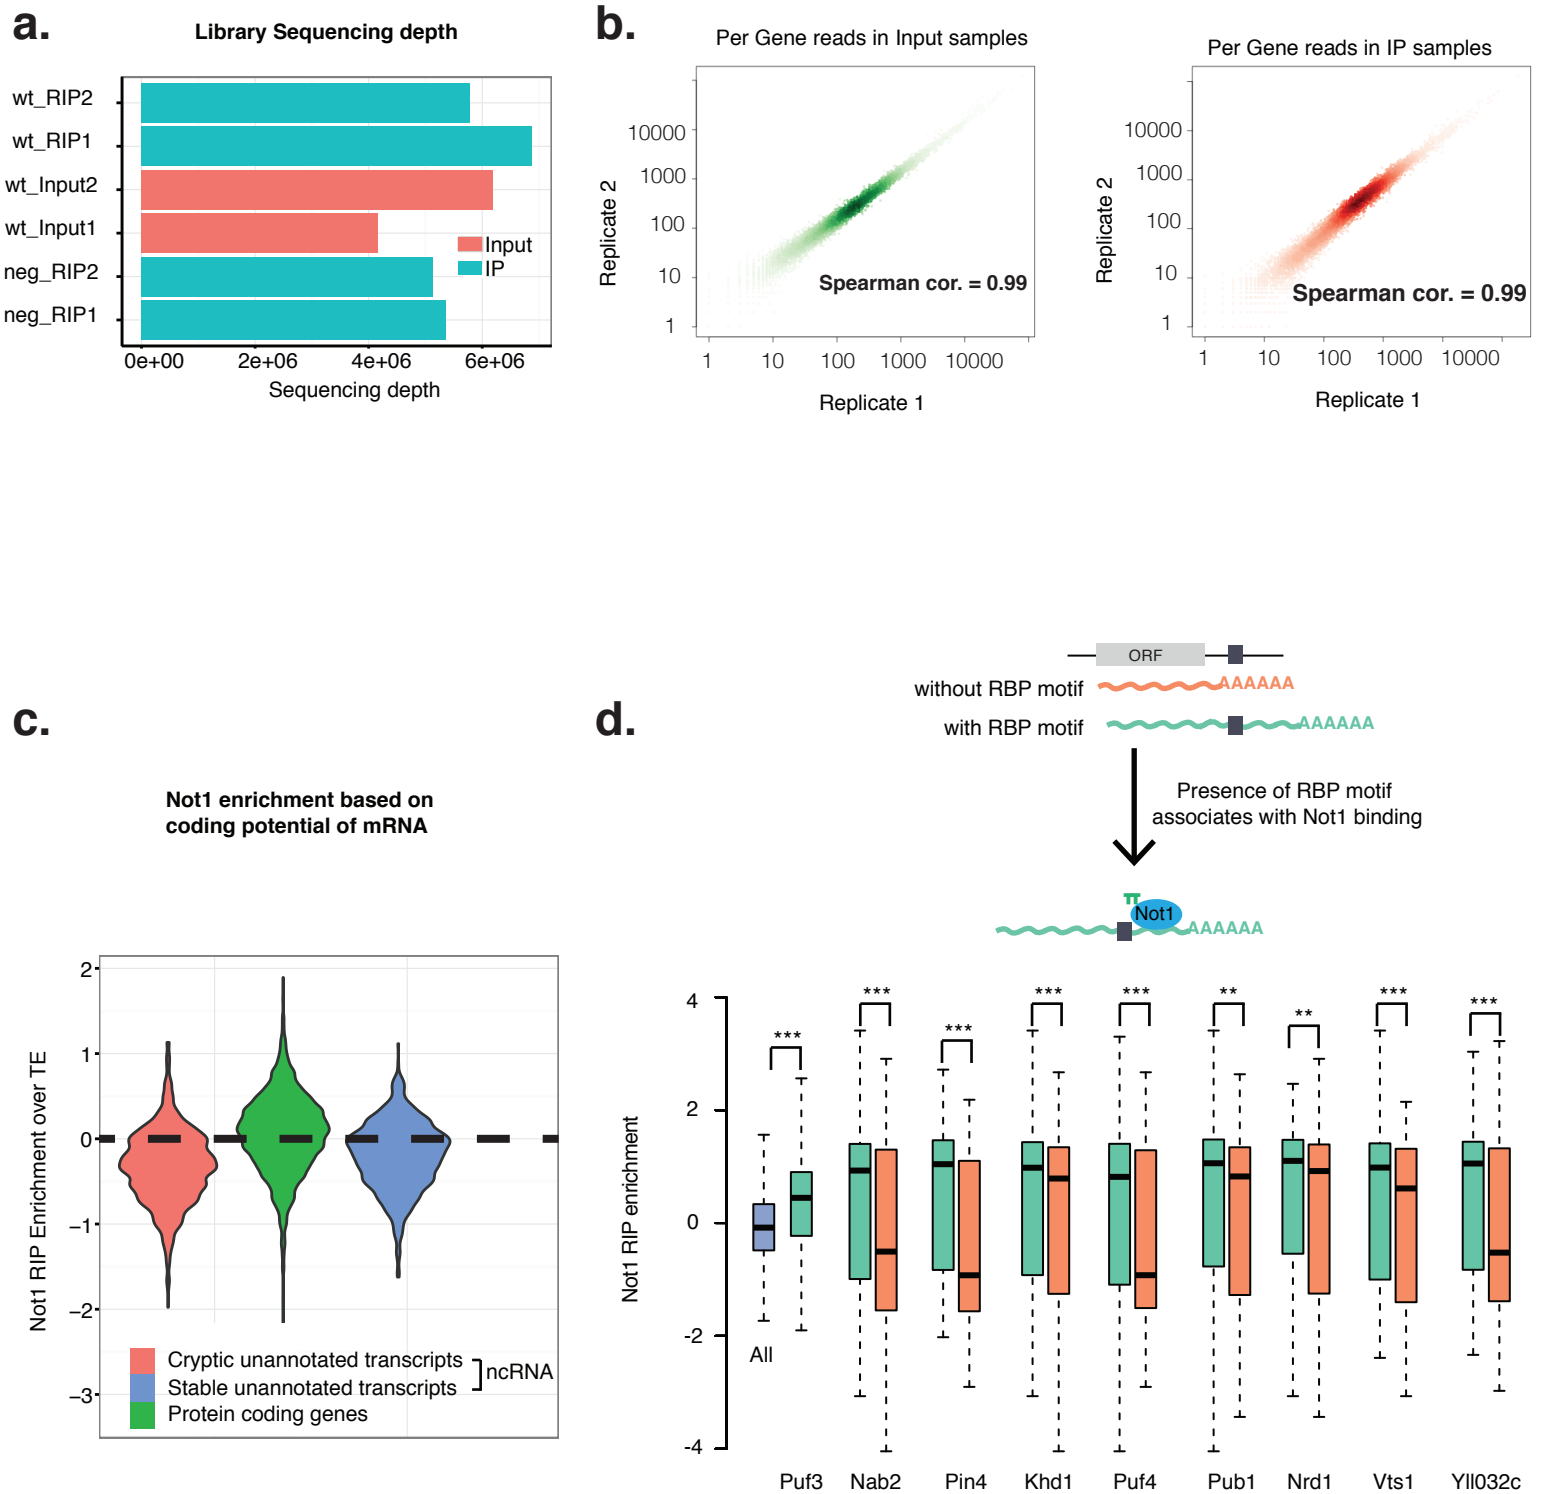 a.
Library Sequencing depth
wt_RIP2
wt_RIP1
wt_Input2
wt_Input1
neg_RIP2
neg_RIP1
Input
IP
0e+00 2e+06 4e+06 6e+06
Sequencing depth
b.
Per Gene reads in Input samples
Replicate 2
10000
1000
100
10
1
Spearman cor. = 0.99
1 10 100 1000 10000
Replicate 1
Per Gene reads in IP samples
Replicate 2
10000
1000
100
10
1
Spearman cor. = 0.99
1 10 100 1000 10000
Replicate 1
c.
Not1 enrichment based on
coding potential of mRNA
Not1 RIP Enrichment over TE
2
1
0
−1
−2
−3
Cryptic unannotated transcripts
Stable unannotated transcripts
ncRNA
Protein coding genes
d.
ORF
without RBP motif
AAAAAA
with RBP motif
AAAAAA
Presence of RBP motif
associates with Not1 binding
π
Not1
AAAAAA
Not1 RIP enrichment
4
2
0
-2
-4
*** *** *** *** *** ** ** *** ***
All
Puf3 Nab2 Pin4 Khd1 Puf4 Pub1 Nrd1 Vts1 Yll032c